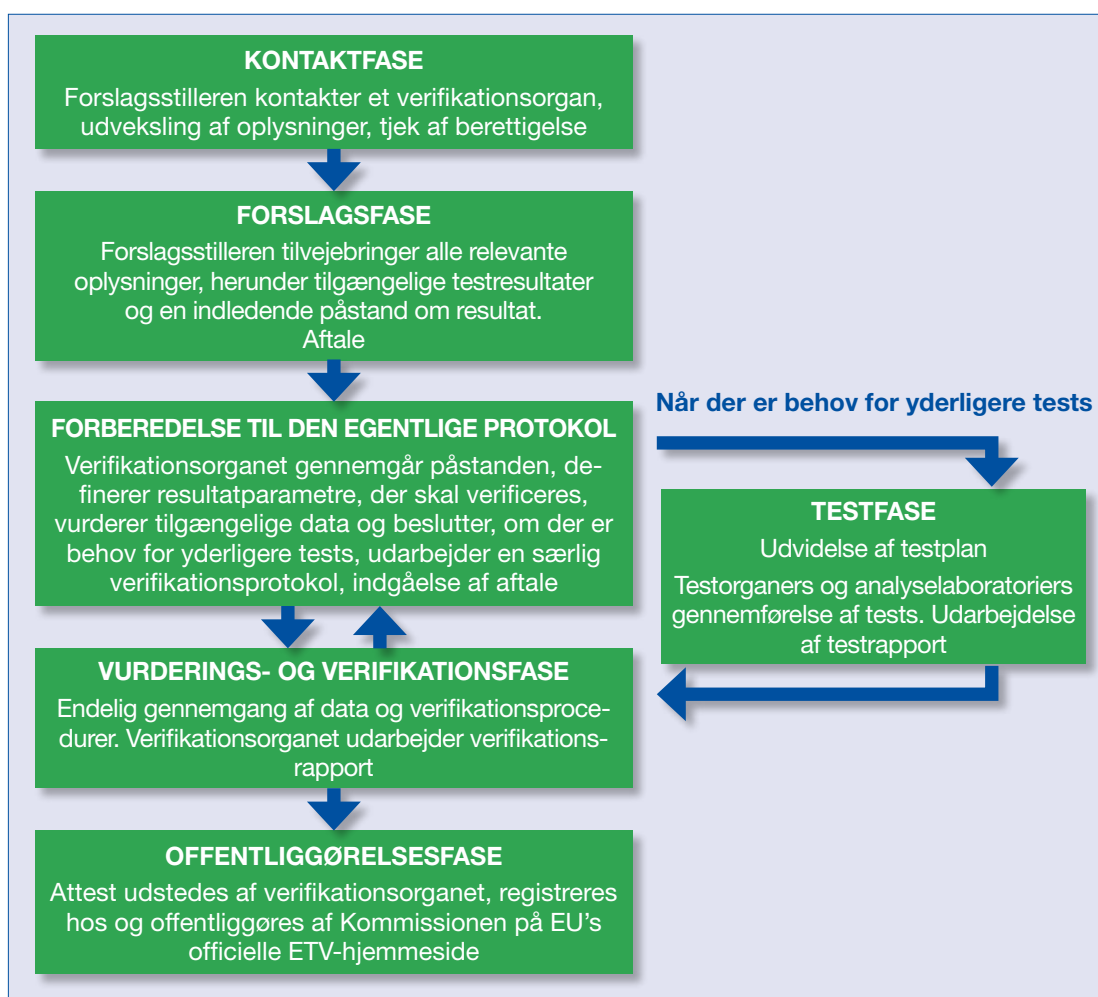 KONTAKTFASE
Forslagsstilleren kontakter et verifikationsorgan,
udveksling af oplysninger, tjek af berettigelse
FORSLAGSFASE
Forslagsstilleren tilvejebringer alle relevante
oplysninger, herunder tilgængelige testresultater
og en indledende påstand om resultat.
Aftale
FORBEREDELSE TIL DEN EGENTLIGE PROTOKOL
Verifikationsorganet gennemgår påstanden, de-
finerer resultatparametre, der skal verificeres,
vurderer tilgængelige data og beslutter, om der er
behov for yderligere tests, udarbejder en særlig
verifikationsprotokol, indgåelse af aftale
Når der er behov for yderligere tests
TESTFASE
Udvidelse af testplan
Testorganers og analyselaboratoriers
gennemførelse af tests. Udarbejdelse
af testrapport
VURDERINGS- OG VERIFIKATIONSFASE
Endelig gennemgang af data og verifikationsproce-
durer. Verifikationsorganet udarbejder verifikations-
rapport
OFFENTLIGGØRELSESFASE
Attest udstedes af verifikationsorganet, registreres
hos og offentliggøres af Kommissionen på EU’s
officielle ETV-hjemmeside